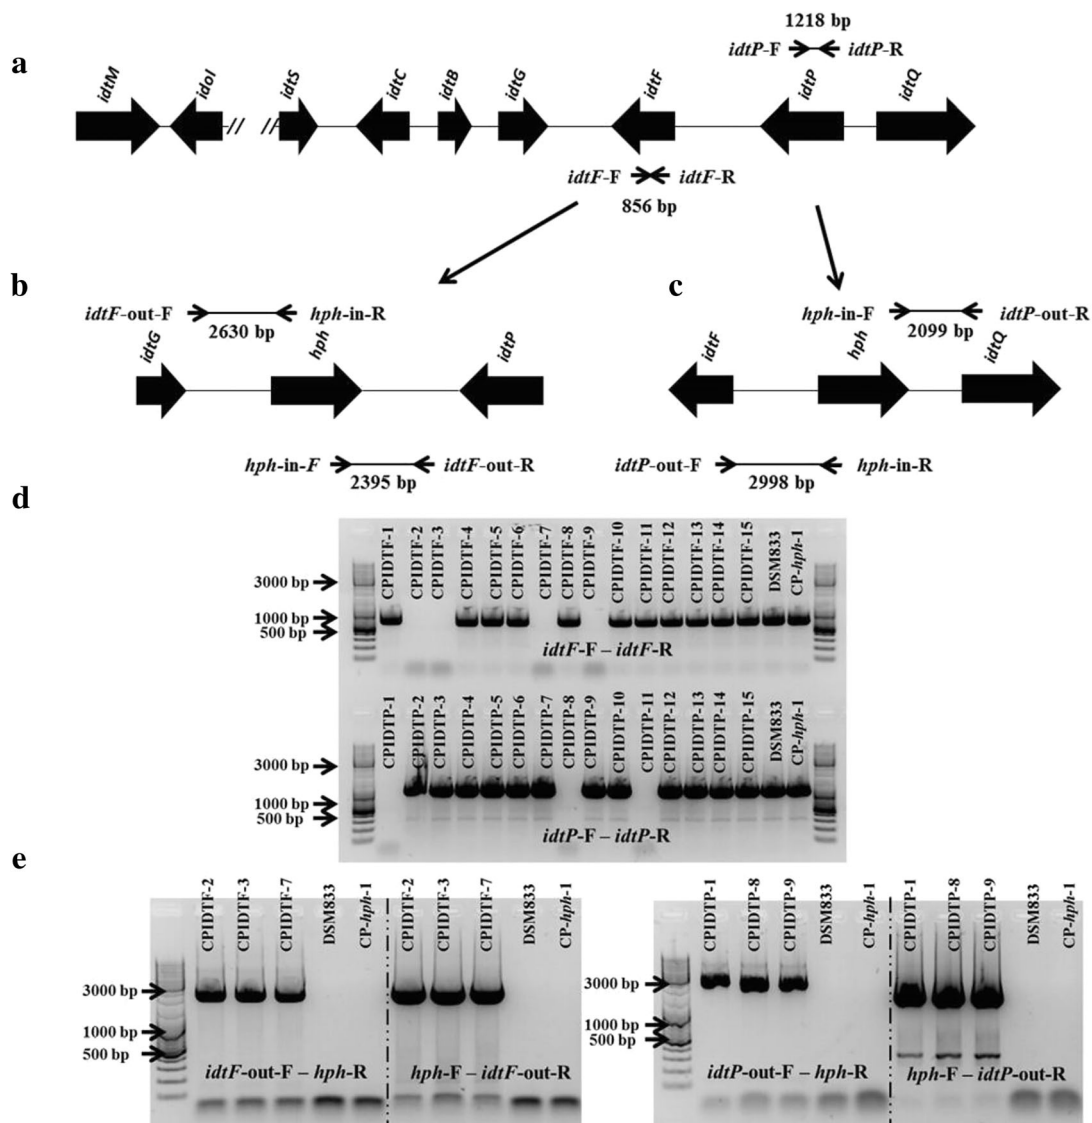 a
1218 bp
idtP-F idtP-R
idtM idoI idtS idtC idtB idtG idtF idtP idtQ
// //
idtF-F idtF-R
856 bp
b
idtF-out-F hph-in-R
2630 bp
idtG hph idtP
hph-in-F idtF-out-R
2395 bp
c
hph-in-F idtP-out-R
2099 bp
idtF hph idtQ
idtP-out-F hph-in-R
2998 bp
d
CPIDTF-1 CPIDTF-2 CPIDTF-3 CPIDTF-4 CPIDTF-5 CPIDTF-6 CPIDTF-7 CPIDTF-8 CPIDTF-9 CPIDTF-10 CPIDTF-11 CPIDTF-12 CPIDTF-13 CPIDTF-14 CPIDTF-15 DSM833 CP-hph-1
3000 bp
1000 bp
500 bp
idtF-F – idtF-R
CPIDTP-1 CPIDTP-2 CPIDTP-3 CPIDTP-4 CPIDTP-5 CPIDTP-6 CPIDTP-7 CPIDTP-8 CPIDTP-9 CPIDTP-10 CPIDTP-11 CPIDTP-12 CPIDTP-13 CPIDTP-14 CPIDTP-15 DSM833 CP-hph-1
3000 bp
1000 bp
500 bp
idtP-F – idtP-R
e
CPIDTF-2 CPIDTF-3 CPIDTF-7 DSM833 CP-hph-1 CPIDTF-2 CPIDTF-3 CPIDTF-7 DSM833 CP-hph-1
3000 bp
1000 bp
500 bp
idtF-out-F – hph-R hph-F – idtF-out-R
CPIDTP-1 CPIDTP-8 CPIDTP-9 DSM833 CP-hph-1 CPIDTP-1 CPIDTP-8 CPIDTP-9 DSM833 CP-hph-1
3000 bp
1000 bp
500 bp
idtP-out-F – hph-R hph-F – idtP-out-R